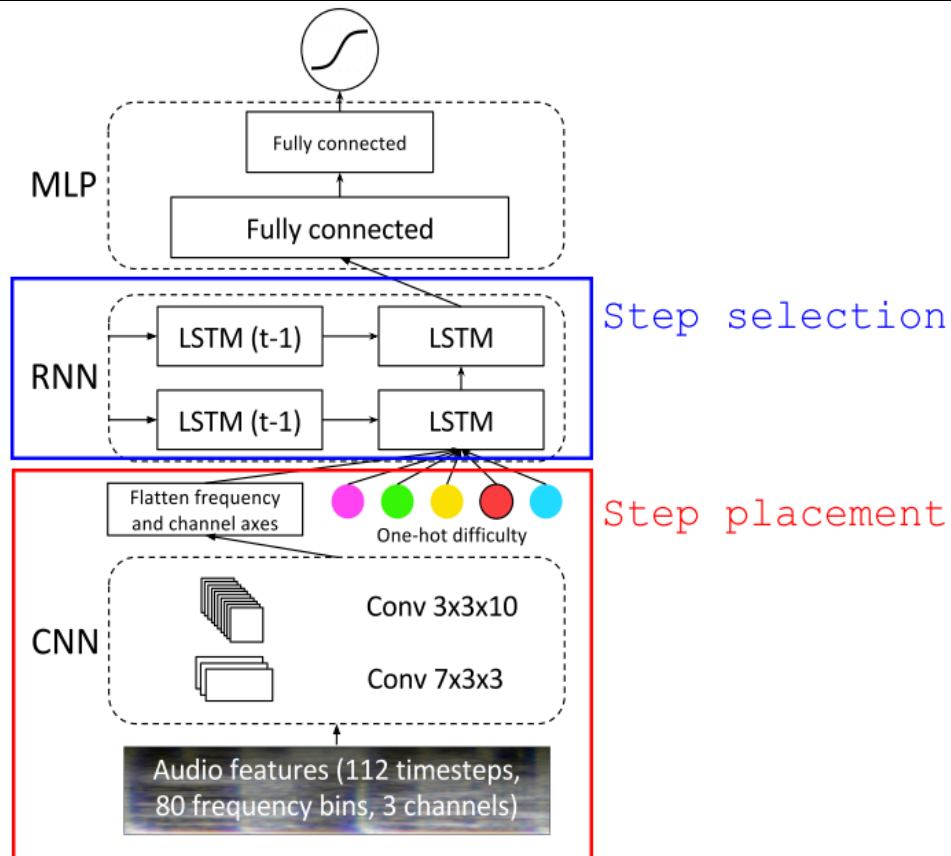 Fully connected
MLP
Fully connected
Step selection
LSTM (t-1)
LSTM
RNN
LSTM (t-1)
LSTM
Flatten frequency
and channel axes
Step placement
One-hot difficulty
Conv 3x3x10
CNN
Conv 7x3x3
Audio features (112 timesteps,
80 frequency bins, 3 channels)